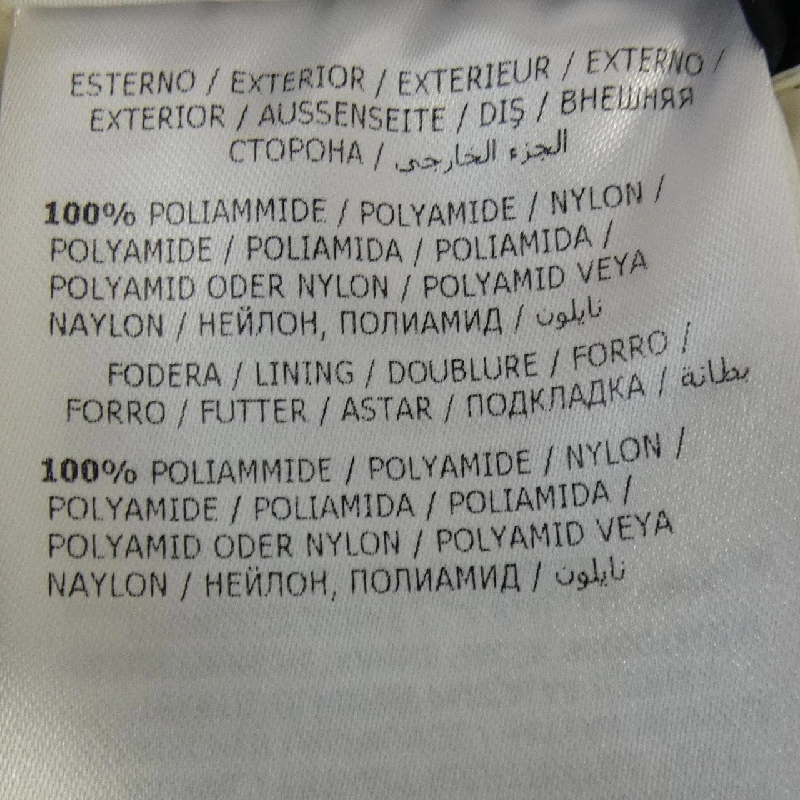 ESTERNO / EXTERIOR / EXTERIEUR / EXTERNO /
EXTERIOR / AUSSENSEITE / DIŞ / ВНЕШНЯЯ
СТОРОНА / الجزء الخارجي
100% POLIAMMIDE / POLYAMIDE / NYLON /
POLYAMIDE / POLIAMIDA / POLIAMIDA /
POLYAMID ODER NYLON / POLYAMID VEYA
NAYLON / НЕЙЛОН, ПОЛИАМИД / نايلون
FODERA / LINING / DOUBLURE / FORRO /
FORRO / FUTTER / ASTAR / ПОДКЛАДКА / بطانة
100% POLIAMMIDE / POLYAMIDE / NYLON /
POLYAMIDE / POLIAMIDA / POLIAMIDA /
POLYAMID ODER NYLON / POLYAMID VEYA
NAYLON / НЕЙЛОН, ПОЛИАМИД / نايلون